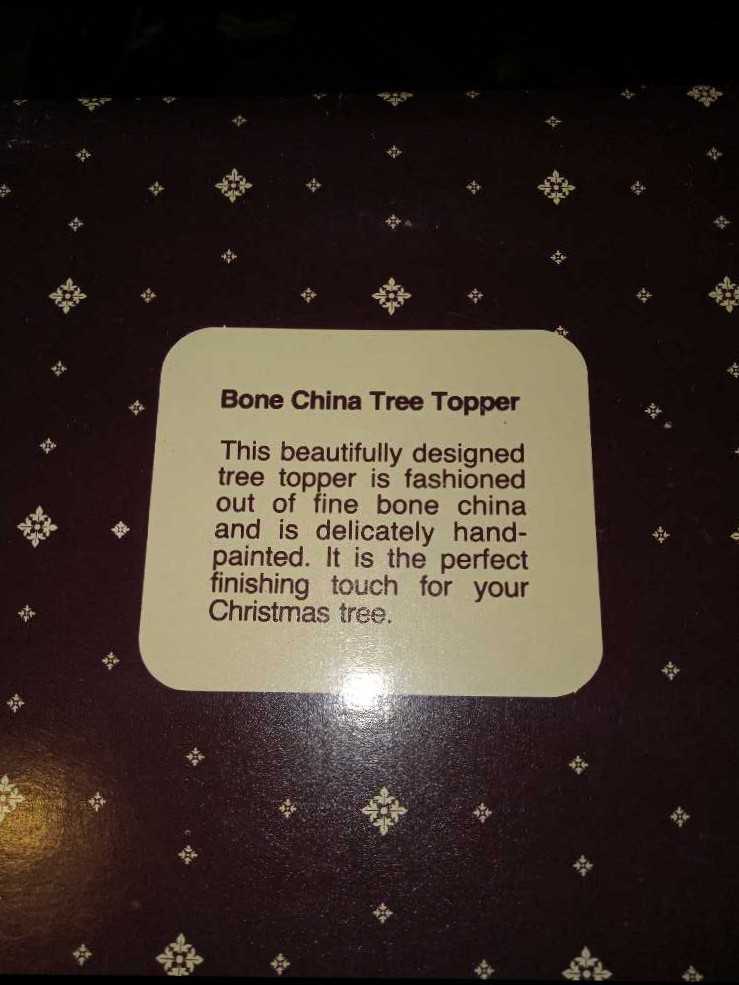 Bone China Tree Topper
This beautifully designed
tree topper is fashioned
out of fine bone china
and is delicately hand-
painted. It is the perfect
finishing touch for your
Christmas tree.